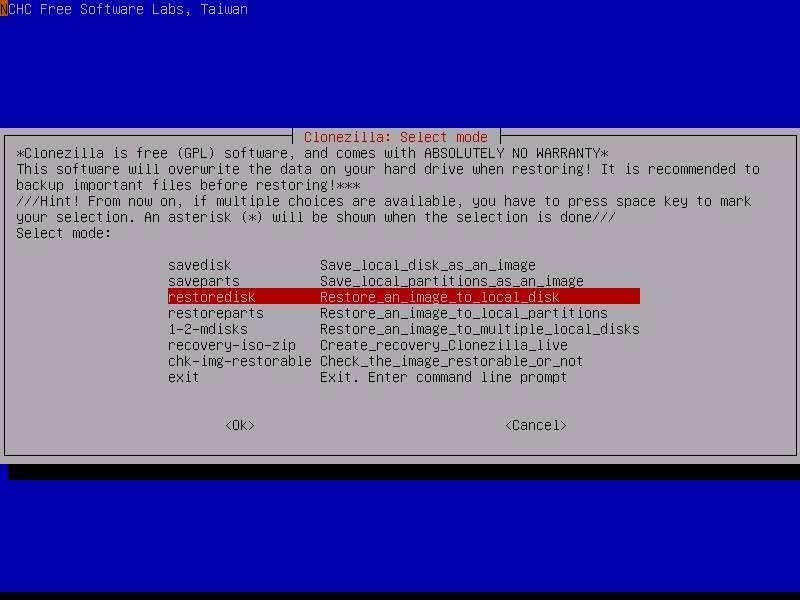 NCHC Free Software Labs, Taiwan
Clonezilla: Select mode
*Clonezilla is free (GPL) software, and comes with ABSOLUTELY NO WARRANTY*
This software will overwrite the data on your hard drive when restoring! It is recommended to
backup important files before restoring!***
///Hint! From now on, if multiple choices are available, you have to press space key to mark
your selection. An asterisk (*) will be shown when the selection is done///
Select mode:
savedisk Save_local_disk_as_an_image
saveparts Save_local_partitions_as_an_image
restoredisk Restore_an_image_to_local_disk
restoreparts Restore_an_image_to_local_partitions
1-2-mdisks Restore_an_image_to_multiple_local_disks
recovery-iso-zip Create_recovery_Clonezilla_live
chk-img-restorable Check_the_image_restorable_or_not
exit Exit. Enter command line prompt
<Ok> <Cancel>